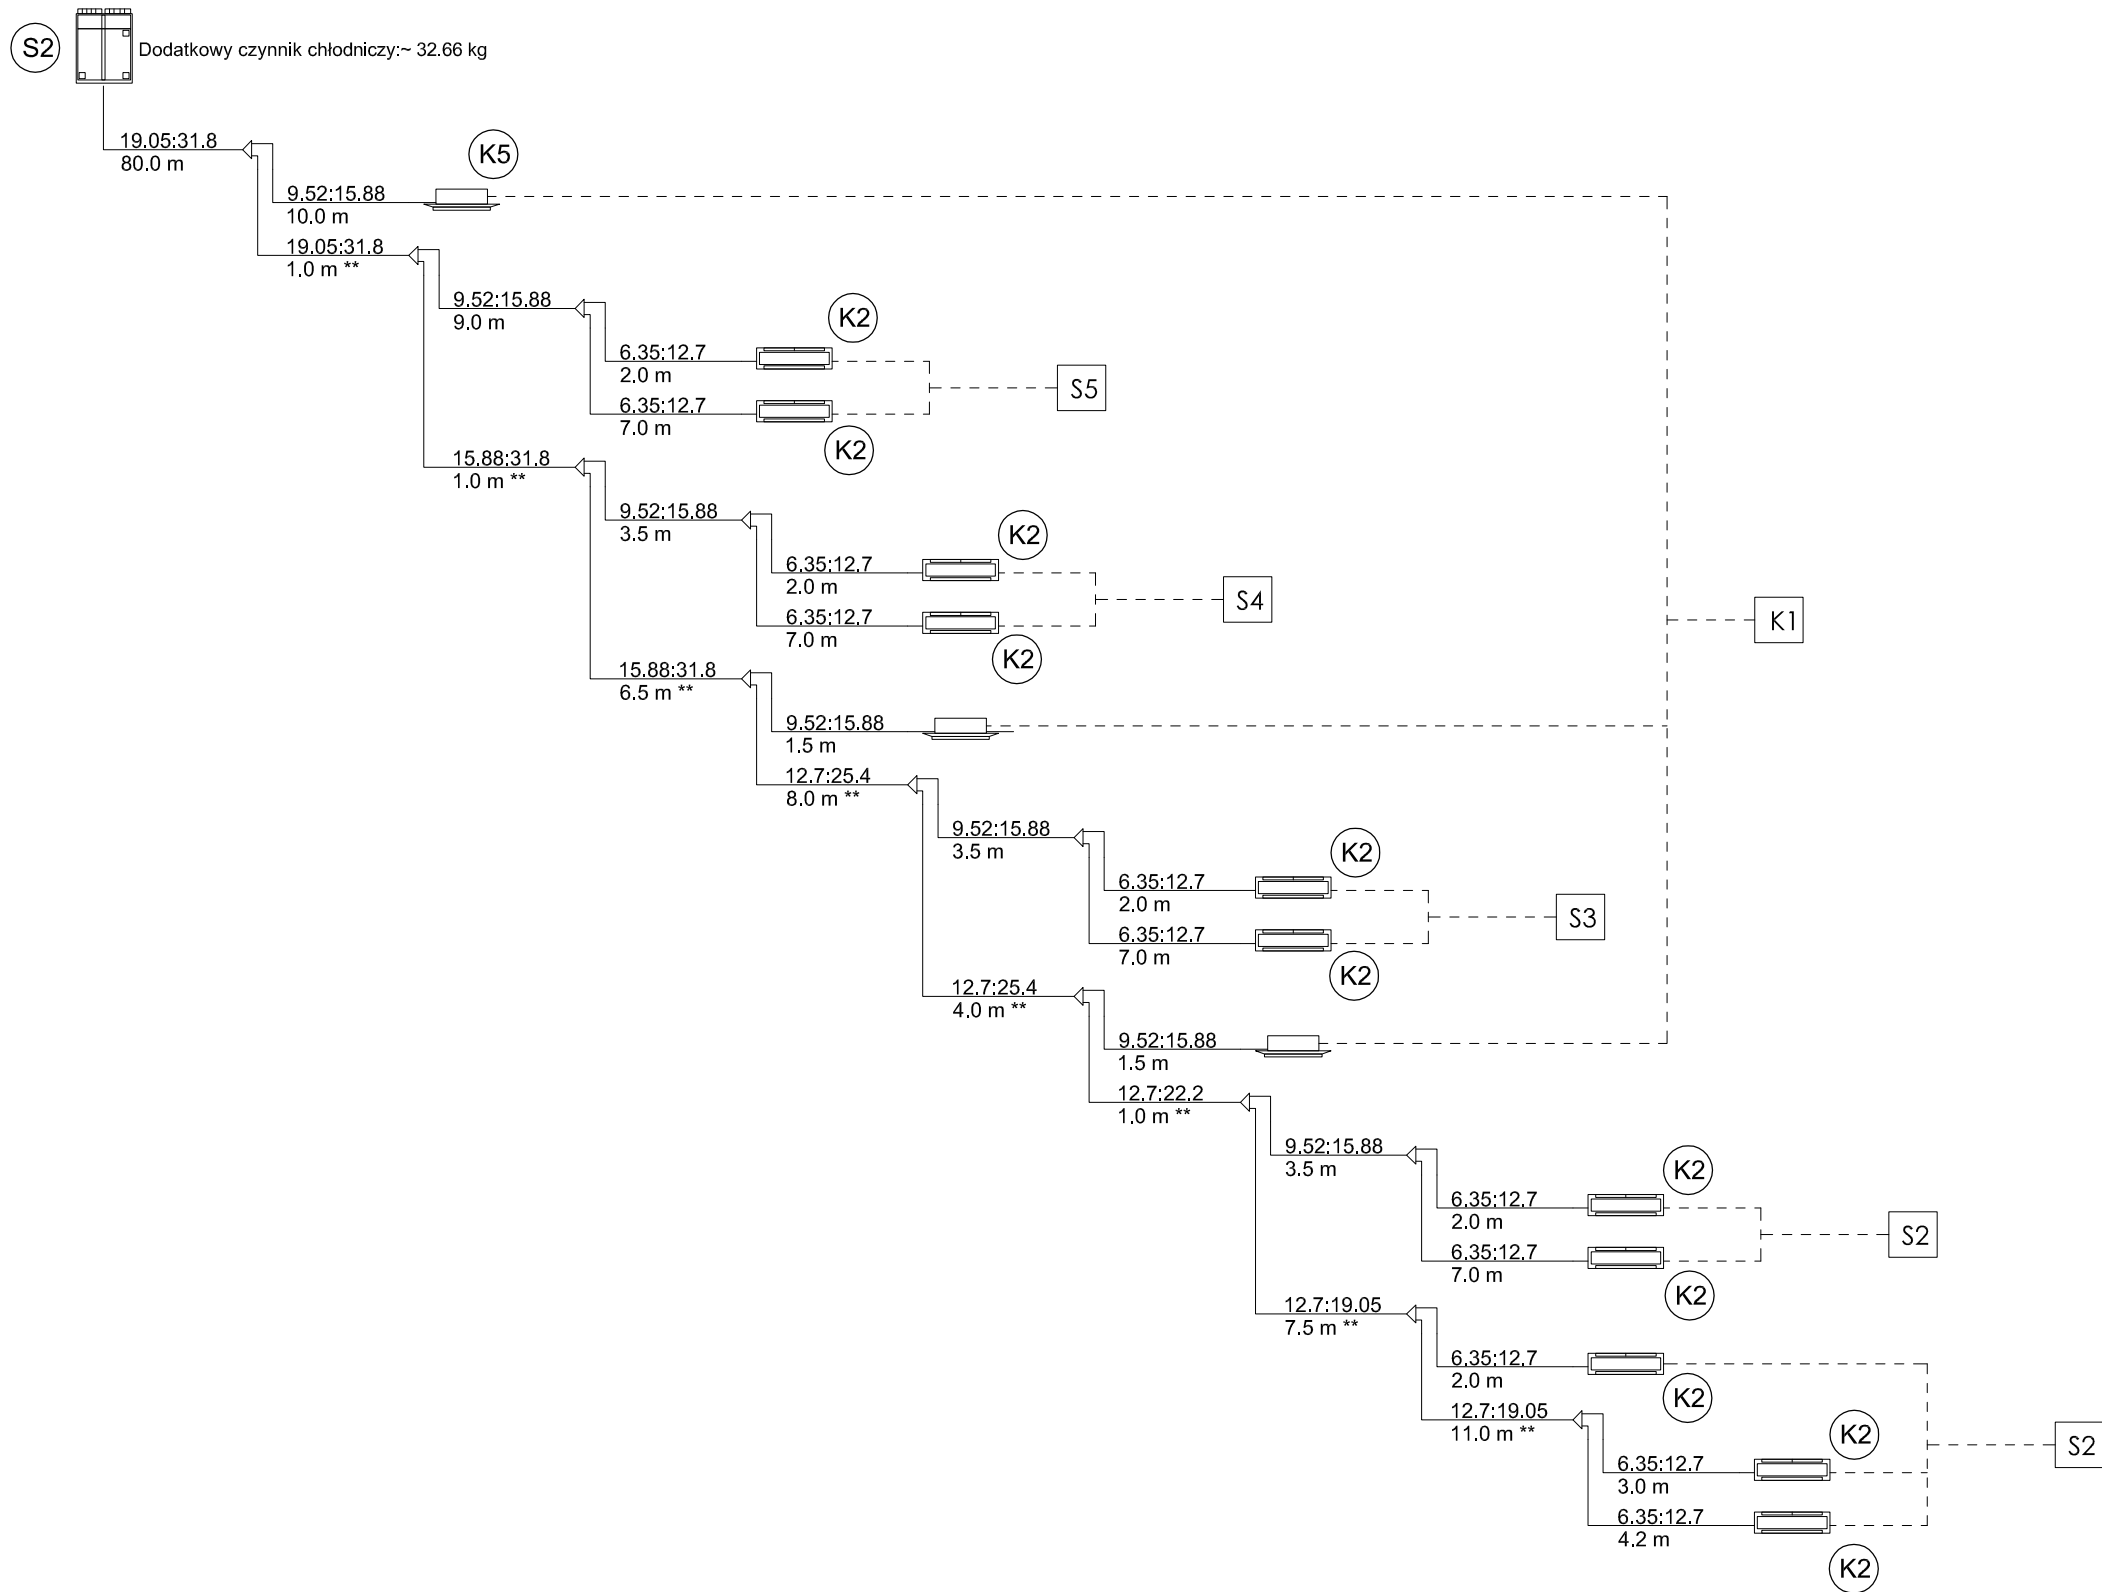 S2
Dodatkowy czynnik chłodniczy:~ 32.66 kg
19.05:31.8
80.0 m
K5
9.52:15.88
10.0 m
19.05:31.8
1.0 m **
9.52:15.88
9.0 m
K2
6.35:12.7
2.0 m
S5
6.35:12.7
7.0 m
K2
15.88:31.8
1.0 m **
9.52:15.88
3.5 m
K2
6.35:12.7
2.0 m
S4
6.35:12.7
7.0 m
K2
K1
15.88:31.8
6.5 m **
9.52:15.88
1.5 m
12.7:25.4
8.0 m **
9.52:15.88
3.5 m
K2
6.35:12.7
2.0 m
S3
6.35:12.7
7.0 m
K2
12.7:25.4
4.0 m **
9.52:15.88
1.5 m
12.7:22.2
1.0 m **
9.52:15.88
3.5 m
K2
6.35:12.7
2.0 m
S2
6.35:12.7
7.0 m
K2
12.7:19.05
7.5 m **
6.35:12.7
2.0 m
K2
12.7:19.05
11.0 m **
K2
S2
6.35:12.7
3.0 m
6.35:12.7
4.2 m
K2